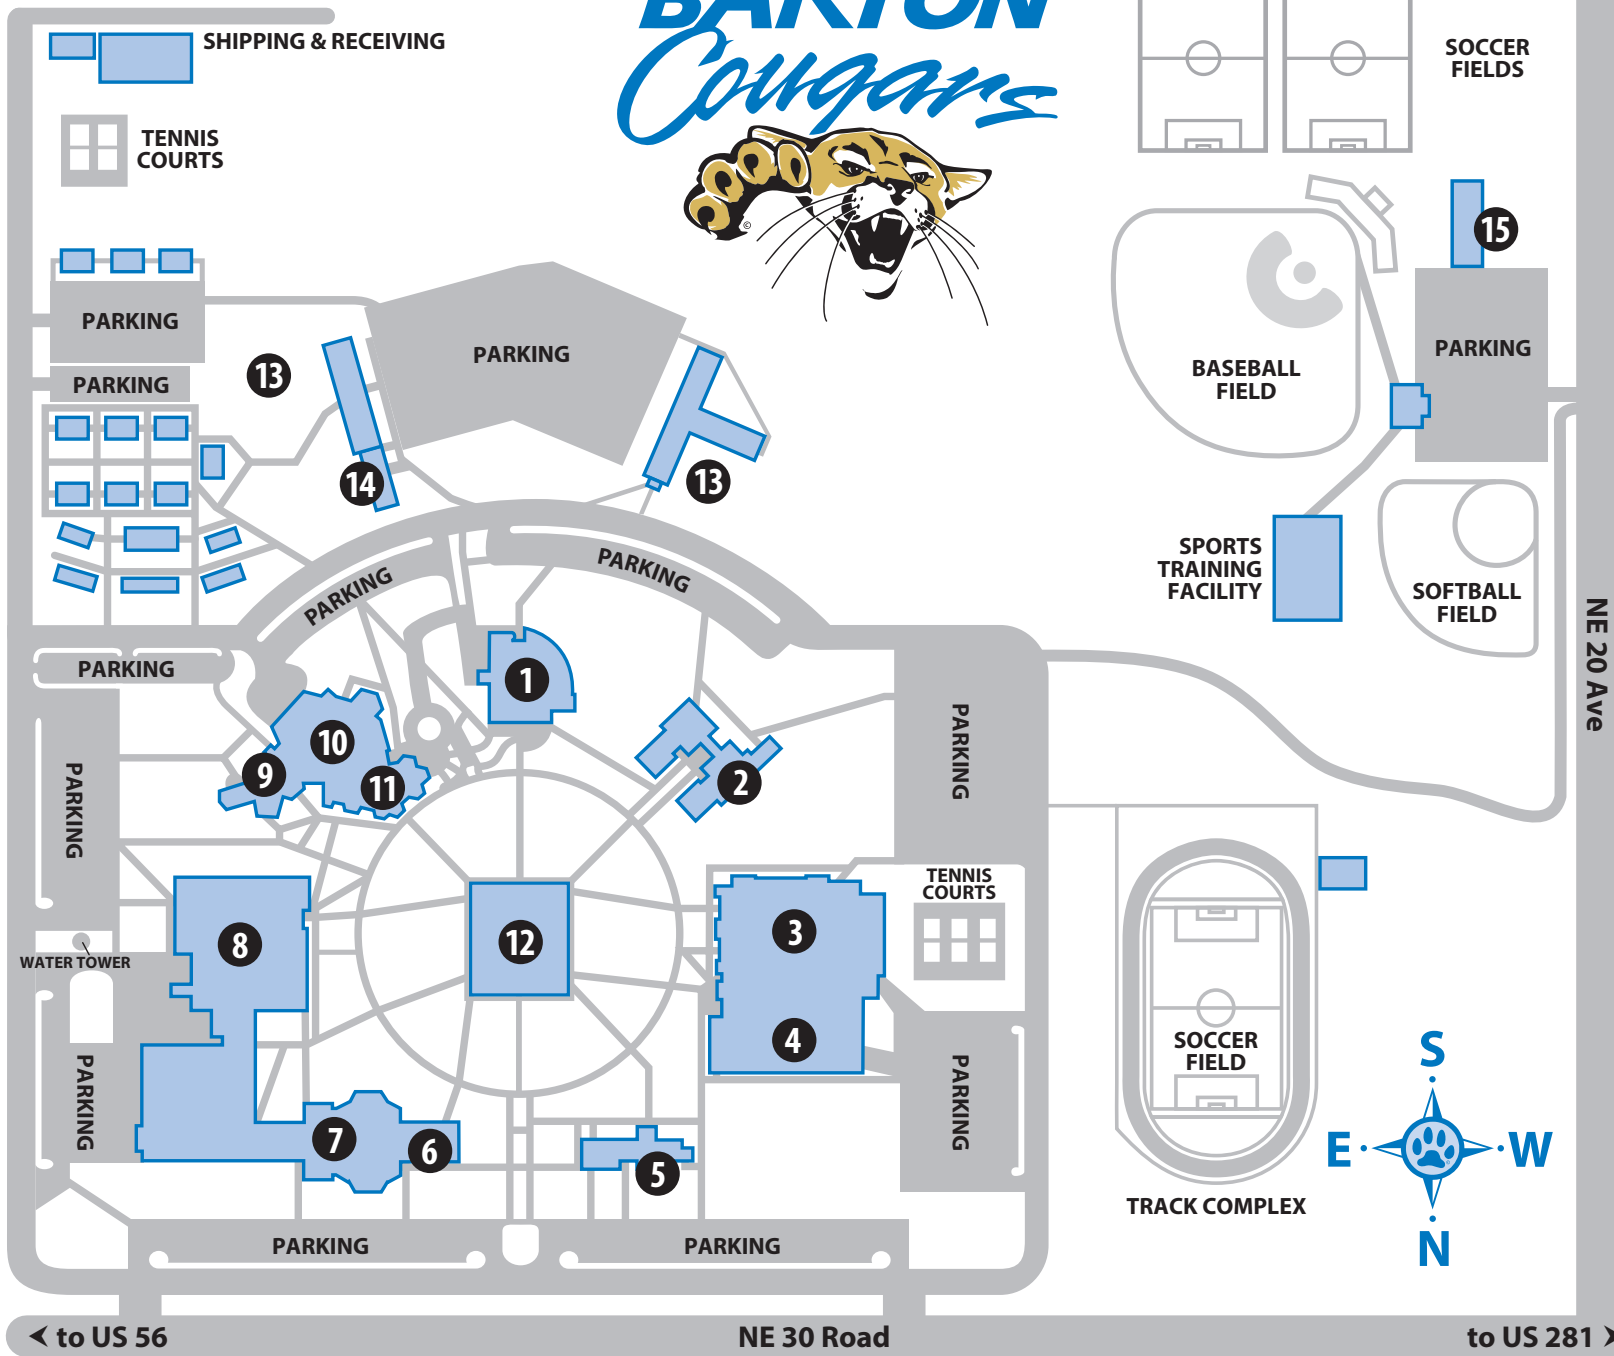 BARTON
Cougars
©
SHIPPING & RECEIVING
SOCCER
FIELDS
TENNIS
COURTS
15
PARKING
PARKING
PARKING
BASEBALL
FIELD
PARKING
13
PARKING
14
13
SPORTS
TRAINING
FACILITY
SOFTBALL
FIELD
NE 20 Ave
PARKING
PARKING
PARKING
1
10
9
11
2
PARKING
PARKING
TENNIS
COURTS
8
12
3
WATER TOWER
4
SOCCER
FIELD
PARKING
PARKING
7
6
5
S
E
W
N
TRACK COMPLEX
PARKING
PARKING
to US 56
NE 30 Road
to US 281